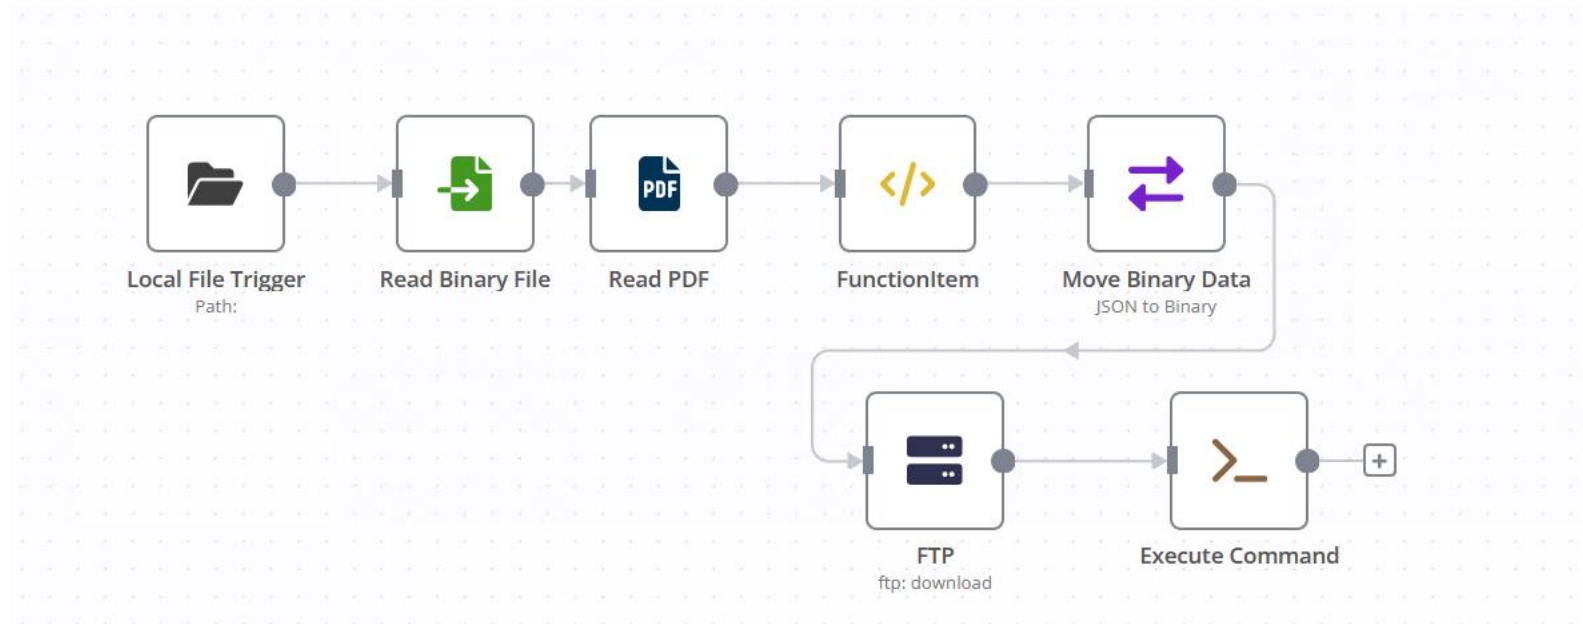 PDF
Local File Trigger
Path:
Read Binary File
Read PDF
FunctionItem
Move Binary Data
JSON to Binary
FTP
ftp: download
Execute Command